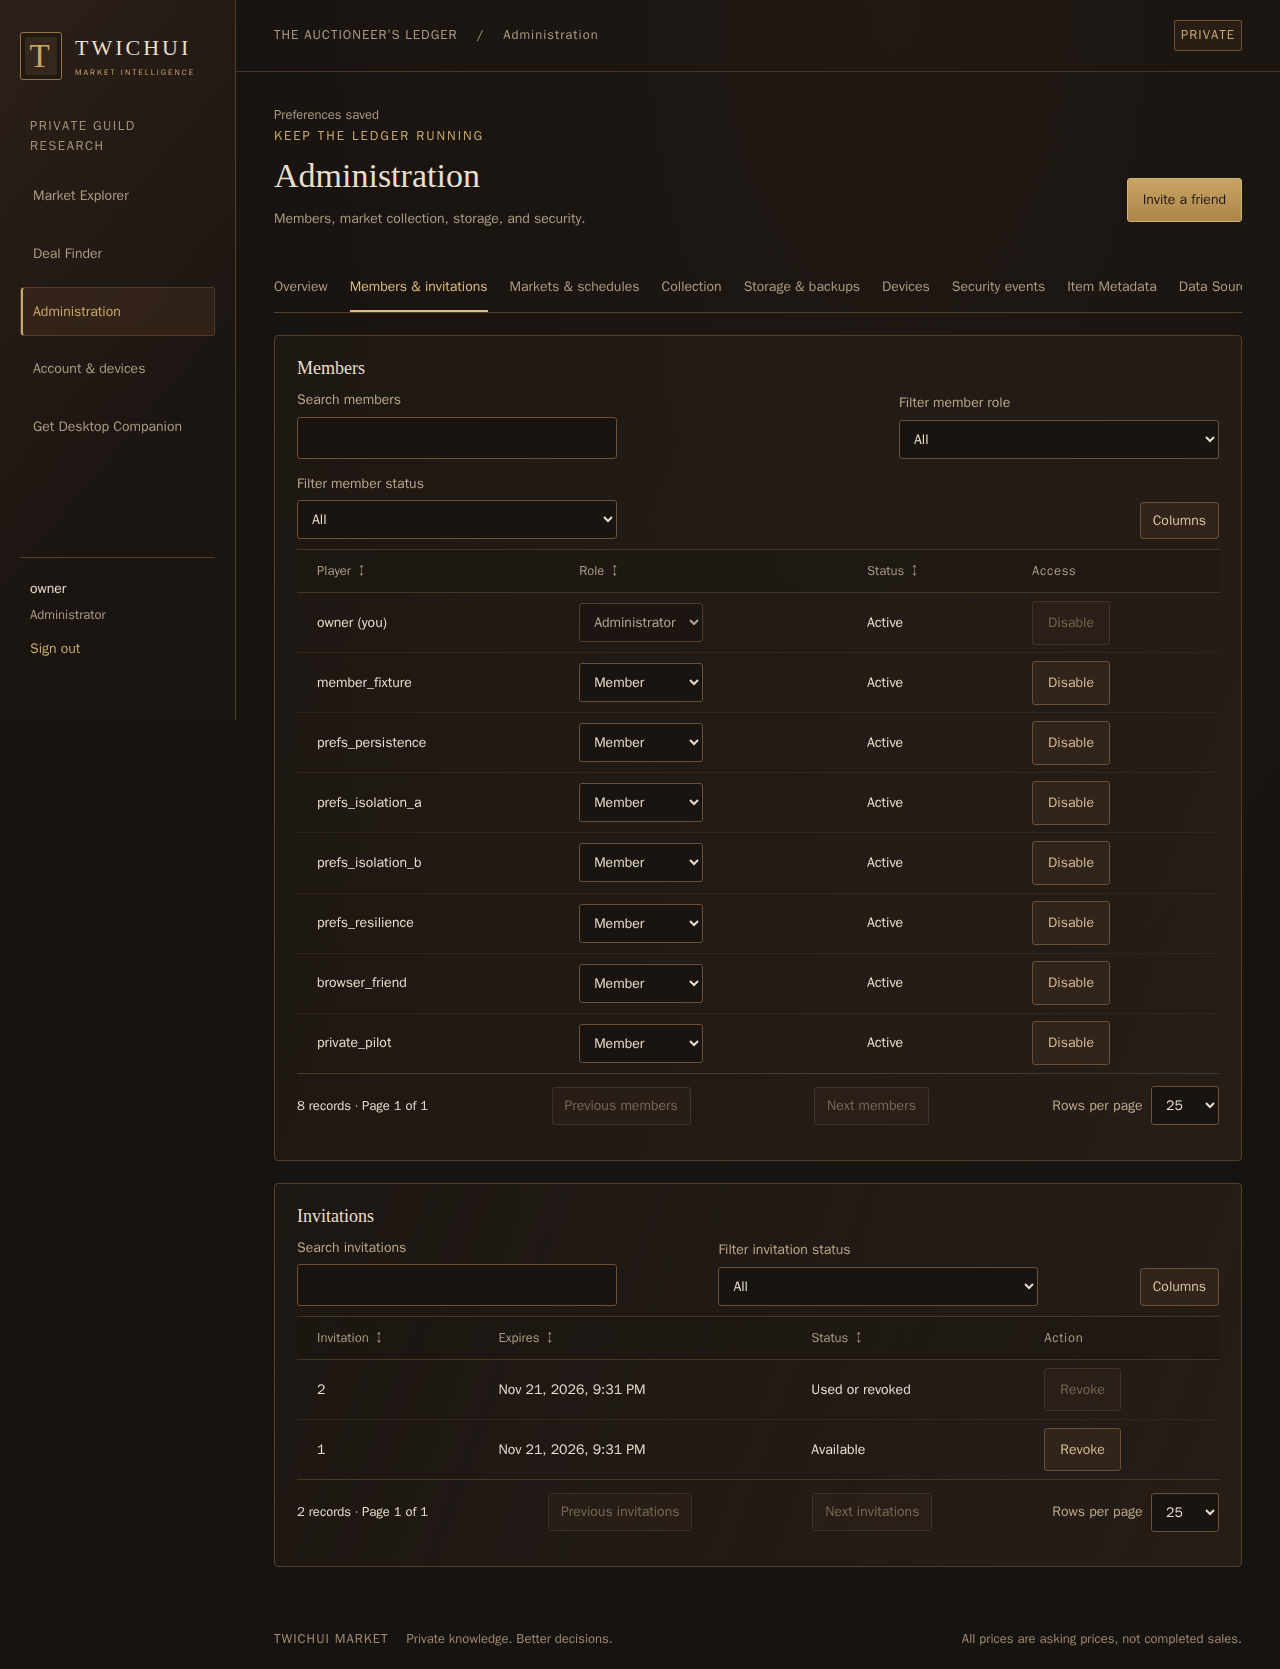 T
TWICHUI
MARKET INTELLIGENCE
PRIVATE GUILD
RESEARCH
Market Explorer
Deal Finder
Administration
Account & devices
Get Desktop Companion
owner
Administrator
Sign out
THE AUCTIONEER'S LEDGER / Administration
PRIVATE
Preferences saved
KEEP THE LEDGER RUNNING
Administration
Members, market collection, storage, and security.
Invite a friend
Overview Members & invitations Markets & schedules Collection Storage & backups Devices Security events Item Metadata Data Sour
Members
Search members
Filter member role
All
Filter member status
All
Columns
Player ↕ Role ↕ Status ↕ Access
owner (you) Administrator Active Disable
member_fixture Member Active Disable
prefs_persistence Member Active Disable
prefs_isolation_a Member Active Disable
prefs_isolation_b Member Active Disable
prefs_resilience Member Active Disable
browser_friend Member Active Disable
private_pilot Member Active Disable
8 records · Page 1 of 1 Previous members Next members Rows per page 25
Invitations
Search invitations
Filter invitation status
All
Columns
Invitation ↕ Expires ↕ Status ↕ Action
2 Nov 21, 2026, 9:31 PM Used or revoked Revoke
1 Nov 21, 2026, 9:31 PM Available Revoke
2 records · Page 1 of 1 Previous invitations Next invitations Rows per page 25
TWICHUI MARKET Private knowledge. Better decisions.
All prices are asking prices, not completed sales.